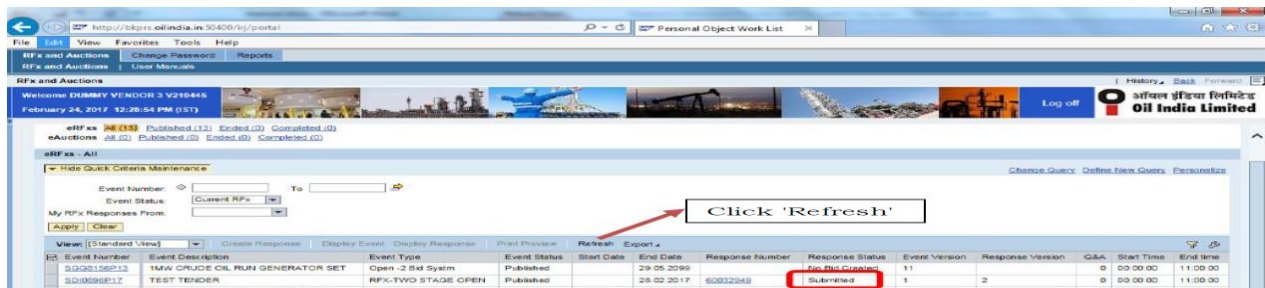 http://bkprs.oilindia.in:50400/irj/portal
Personal Object Work List
File Edit View Favorites Tools Help
RFx and Auctions Change Password Reports
RFx and Auctions | User Manuals
RFx and Auctions
History Back Forward
Welcome DUMMY VENDOR 3 V210445
February 24, 2017 12:28:54 PM (IST)
Log off
ऑयल इंडिया लिमिटेड
Oil India Limited
eRFxs All (13) Published (13) Ended (0) Completed (0)
eAuctions All (0) Published (0) Ended (0) Completed (0)
eRFxs - All
Hide Quick Criteria Maintenance
Change Query Define New Query Personalize
Event Number: To
Event Status: Current RFx
My RFx Responses From:
Apply Clear
Click 'Refresh'
View: [Standard View] Create Response Display Event Display Response Print Preview Refresh Export
Event Number Event Description Event Type Event Status Start Date End Date Response Number Response Status Event Version Response Version Q&A Start Time End time
SGG5156P13 1MW CRUDE OIL RUN GENERATOR SET Open -2 Bid Systm Published 29.05.2099 No Bid Created 11 0 00:00:00 11:00:00
SDI0696P17 TEST TENDER RFX-TWO STAGE OPEN Published 28.02.2017 60032949 Submitted 1 2 0 00:00:00 11:00:00